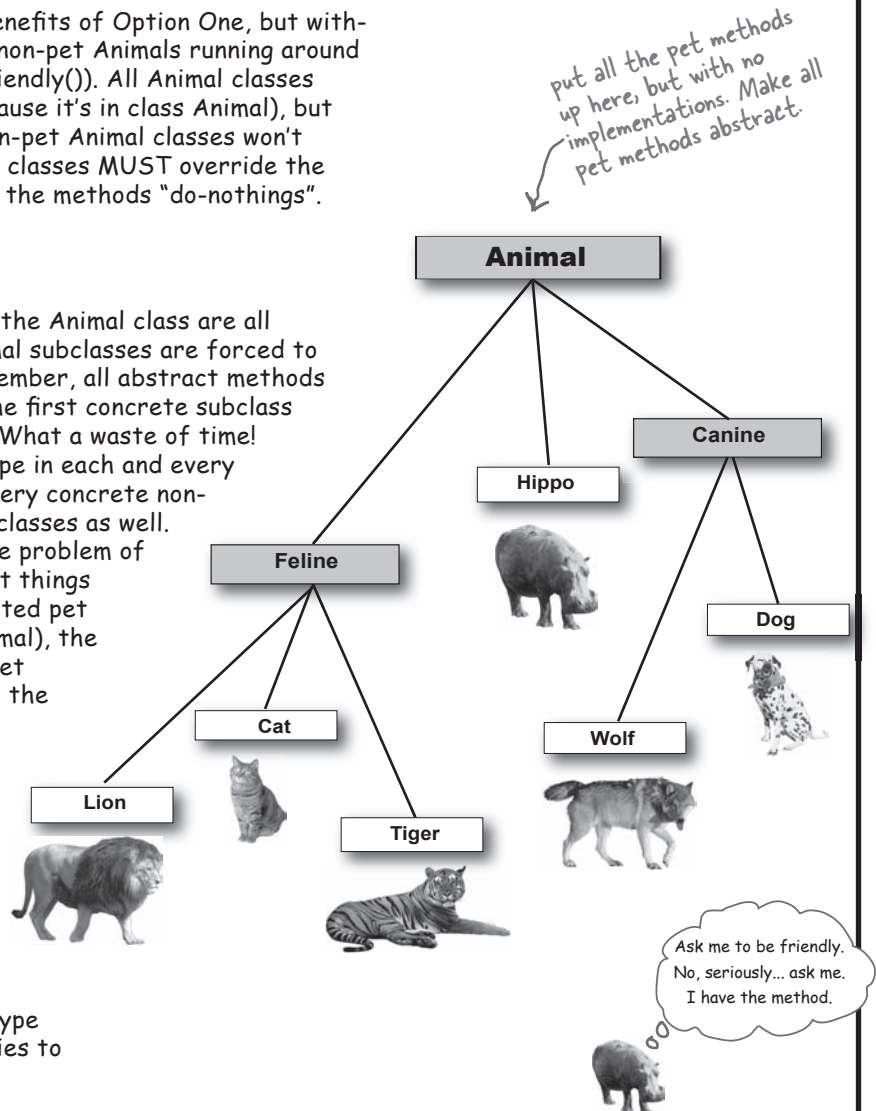 enefits of Option One, but with-
non-pet Animals running around
iendly()). All Animal classes
ause it's in class Animal), but
n-pet Animal classes won't
classes MUST override the
the methods “do-nothings”.
put all the pet methods
up here, but with no
implementations. Make all
pet methods abstract.
Animal
the Animal class are all
al subclasses are forced to
ember, all abstract methods
he first concrete subclass
What a waste of time!
pe in each and every
very concrete non-
classes as well.
e problem of
t things
ted pet
mal), the
et
the
Canine
Hippo
Feline
Dog
Cat
Wolf
Lion
Tiger
Ask me to be friendly.
No, seriously... ask me.
I have the method.
ype
ies to